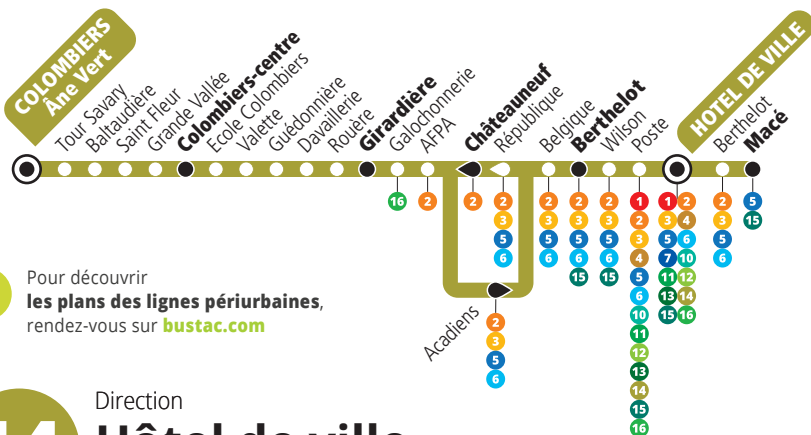 COLOMBIERS
Âne Vert
Tour Savary
Baltaudière
Saint Fleur
Grande Vallée
Colombiers-centre
Ecole Colombiers
Valette
Guédonnière
Davaillerie
Rouère
Girardière
Galochonnerie
AFPA
Châteauneuf
République
Belgique
Berthelot
Wilson
Poste
HOTEL DE VILLE
Berthelot
Macé
16
2
2
2
3
5
6
2
3
5
6
2
3
5
6
15
2
3
5
6
15
1
2
3
4
5
6
10
11
12
13
14
15
16
1 2
3 4
5 6
7 10
11 12
13 14
15 16
2
3
5
6
5
15
Acadiens
2
3
5
6
Pour découvrir
les plans des lignes périurbaines,
rendez-vous sur bustac.com
Direction
Hôtel de ville